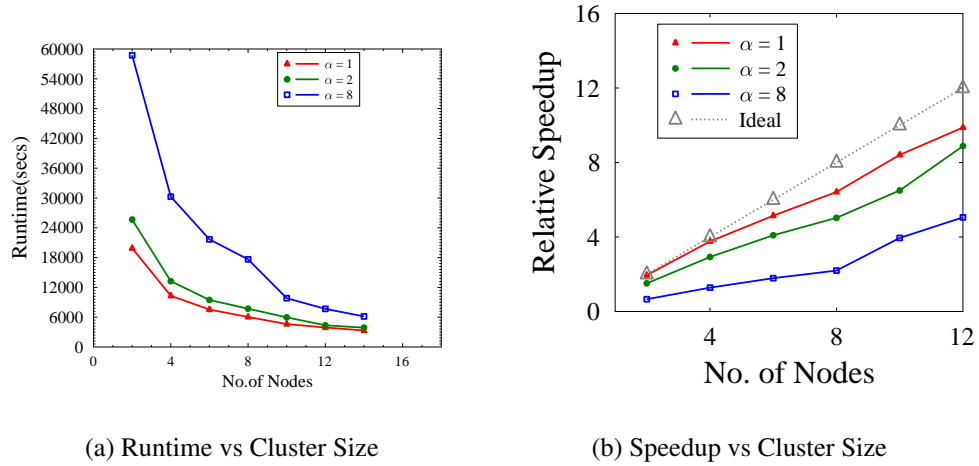 60000
54000
48000
42000
36000
30000
24000
18000
12000
6000
0
Runtime(secs)
0 4 8 12 16
No.of Nodes
α = 1
α = 2
α = 8
(a) Runtime vs Cluster Size
16
12
8
4
0
Relative Speedup
4 8 12
No. of Nodes
α = 1
α = 2
α = 8
Ideal
(b) Speedup vs Cluster Size